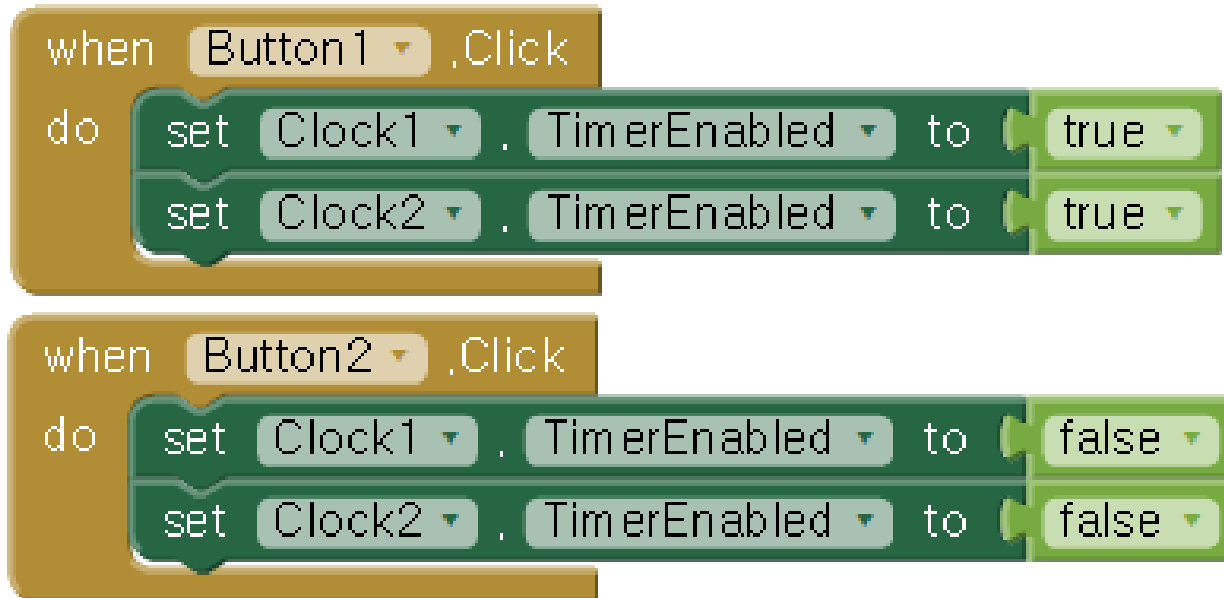 when Button1 .Click
do set Clock1 . TimerEnabled to true
set Clock2 . TimerEnabled to true
when Button2 .Click
do set Clock1 . TimerEnabled to false
set Clock2 . TimerEnabled to false